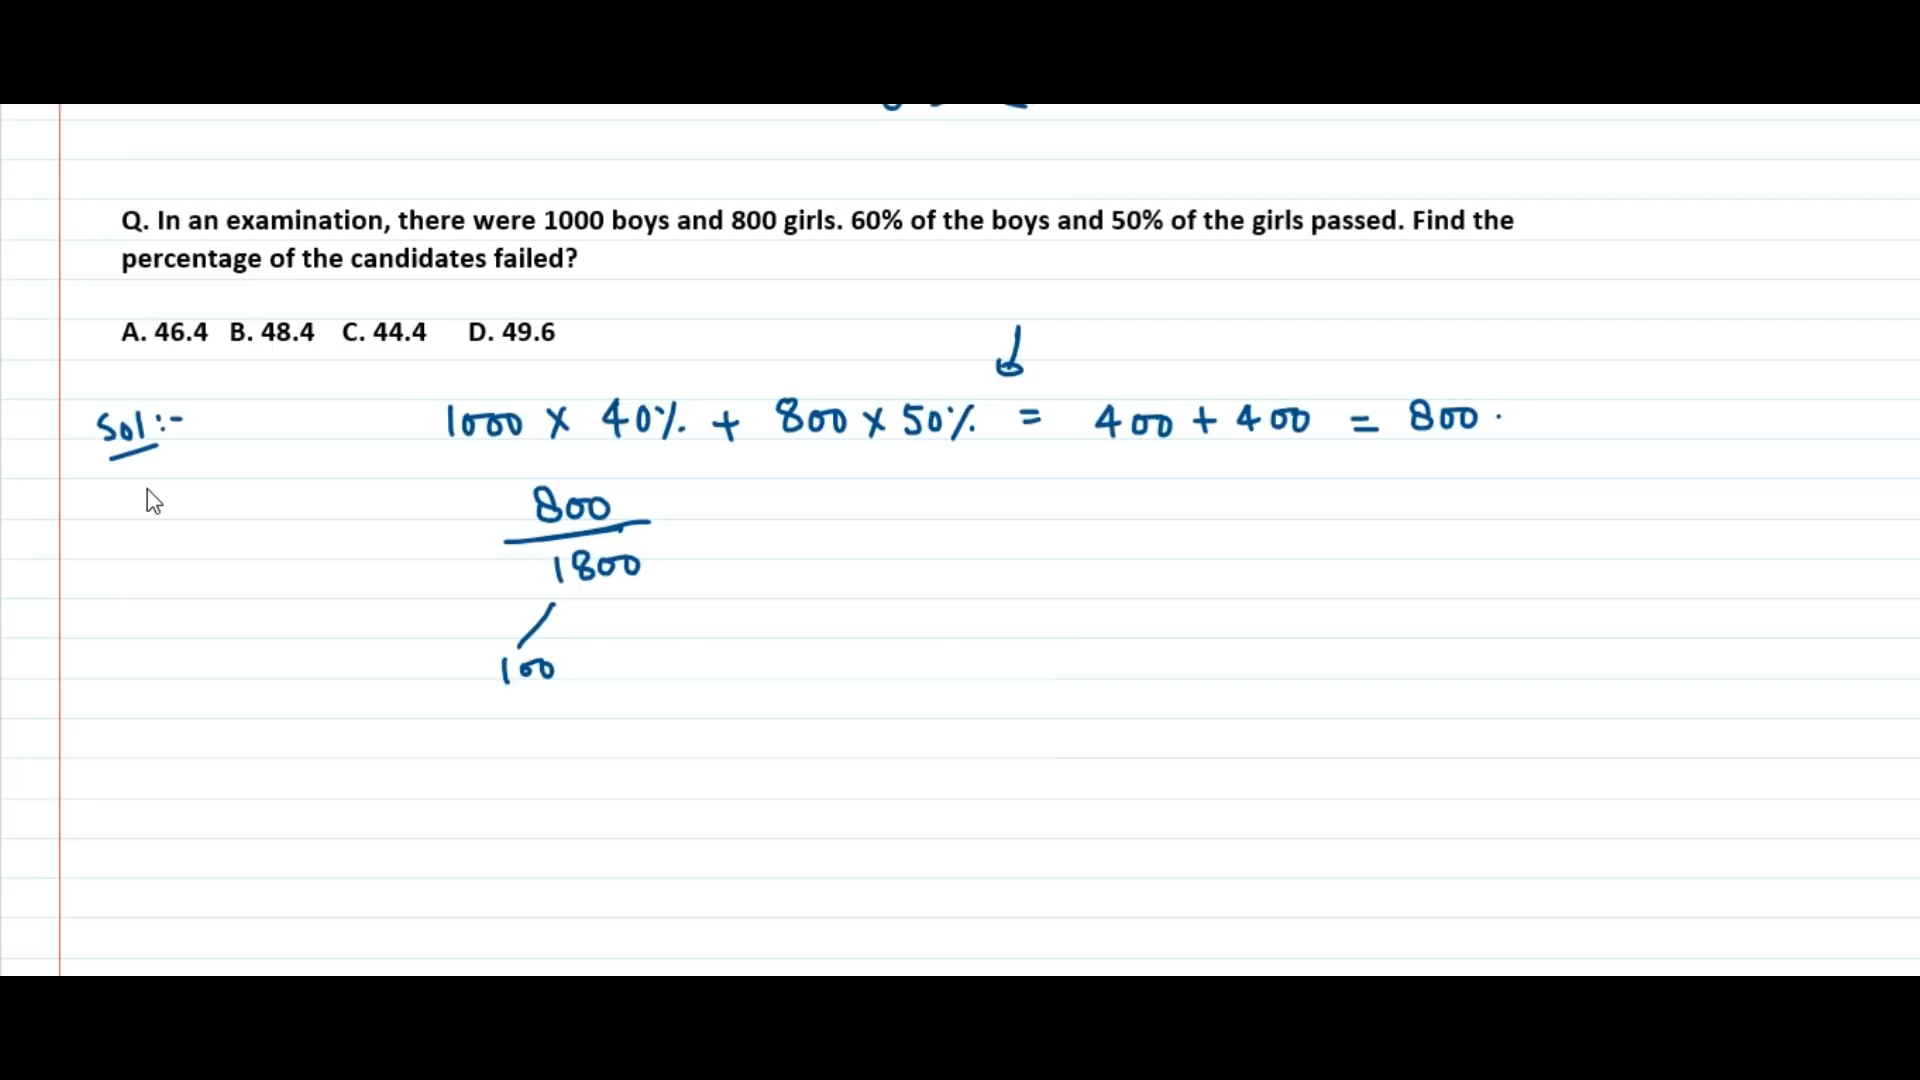 Q. In an examination, there were 1000 boys and 800 girls. 60% of the boys and 50% of the girls passed. Find the
percentage of the candidates failed?
A. 46.4 B. 48.4 C. 44.4 D. 49.6
Sol:- 1000 × 40% + 800 × 50% = 400 + 400 = 800.
800
1800
100